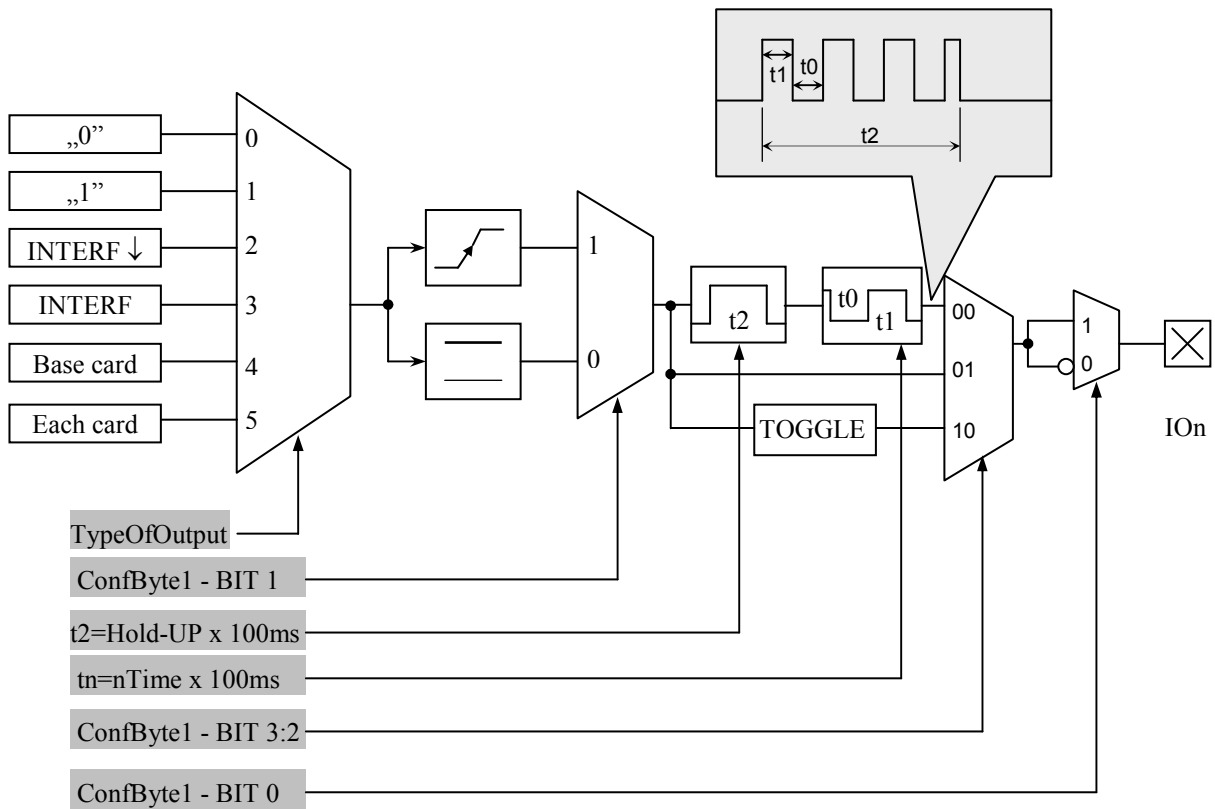 t1
t0
t2
„0”
0
„1”
1
INTERF ↓
2
INTERF
3
Base card
4
Each card
5
1
0
t2
t0
t1
00
01
10
TOGGLE
1
0
IOn
TypeOfOutput
ConfByte1 - BIT 1
t2=Hold-UP x 100ms
tn=nTime x 100ms
ConfByte1 - BIT 3:2
ConfByte1 - BIT 0